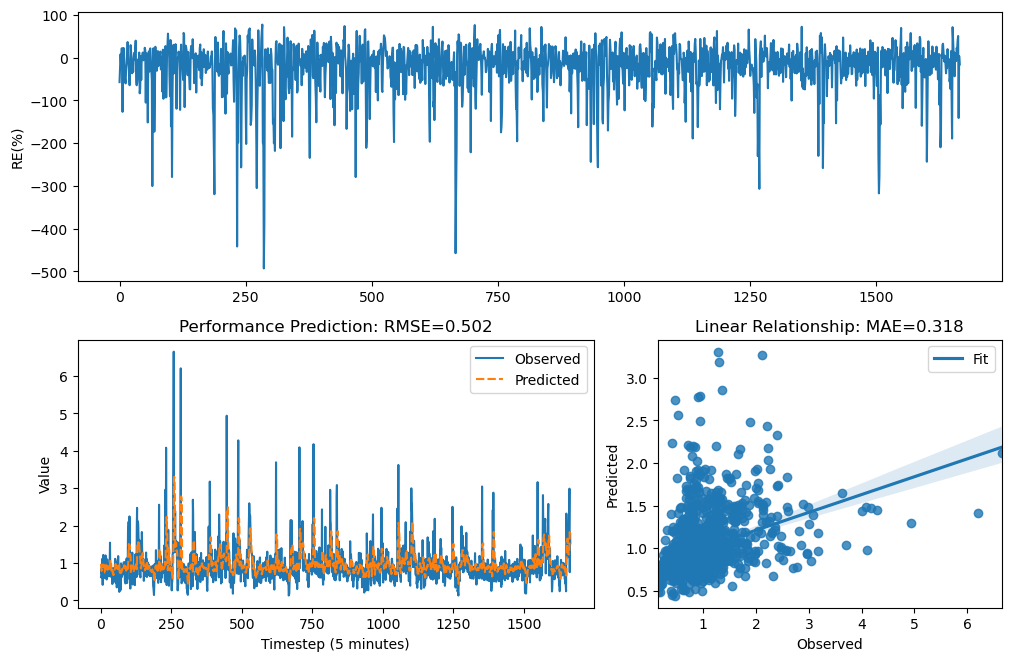 100
0
−100
−200
−300
−400
−500
RE(%)
0 250 500 750 1000 1250 1500
Performance Prediction: RMSE=0.502
Observed
Predicted
6
5
4
3
2
1
0
Value
0 250 500 750 1000 1250 1500
Timestep (5 minutes)
Linear Relationship: MAE=0.318
Fit
3.0
2.5
2.0
1.5
1.0
0.5
Predicted
1 2 3 4 5 6
Observed